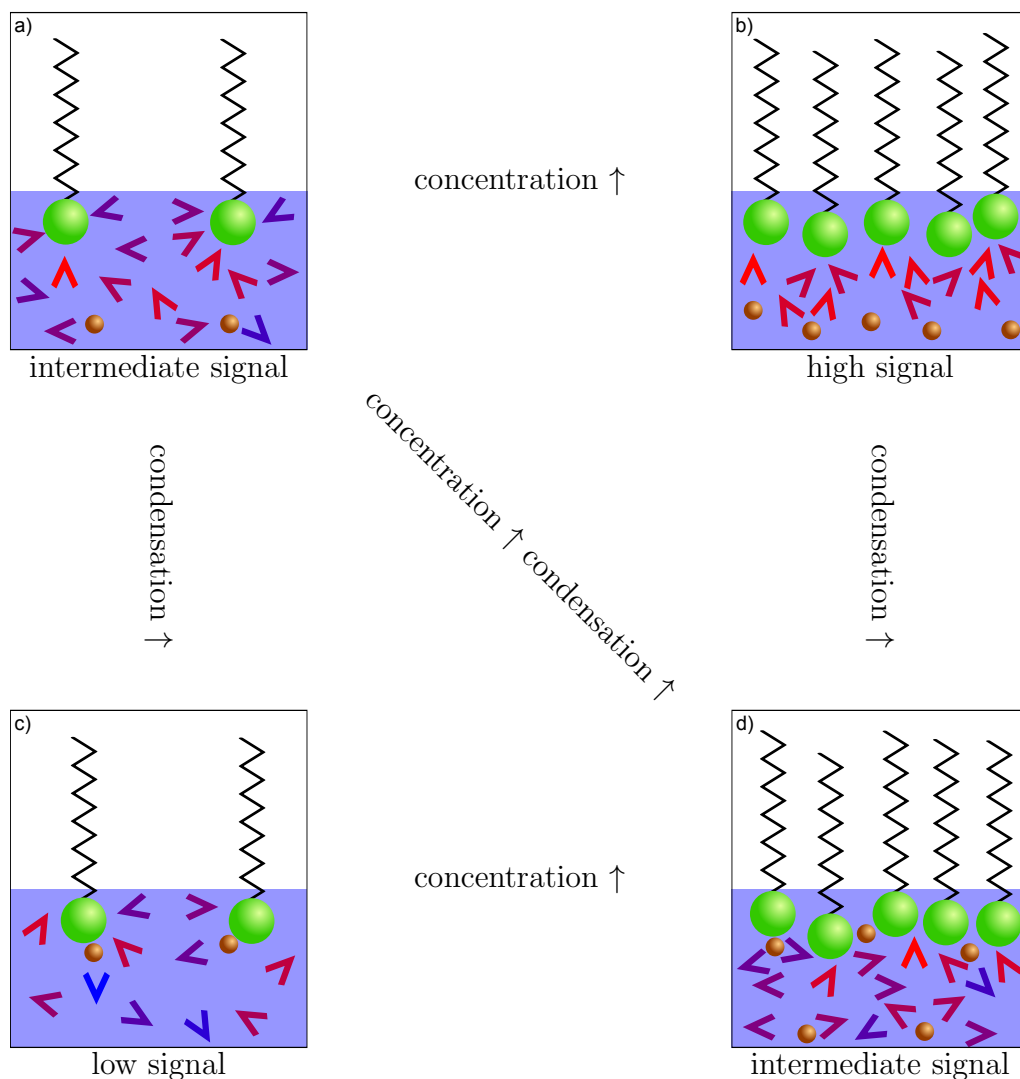 a)
b)
concentration ↑
intermediate signal
high signal
condensation ↑
concentration ↑ condensation ↑
condensation ↑
c)
d)
concentration ↑
low signal
intermediate signal